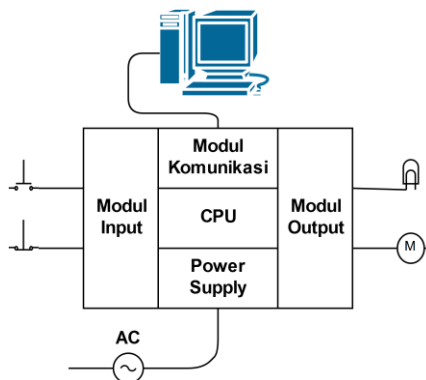 Modul
Komunikasi
Modul
Input
CPU
Modul
Output
M
Power
Supply
AC